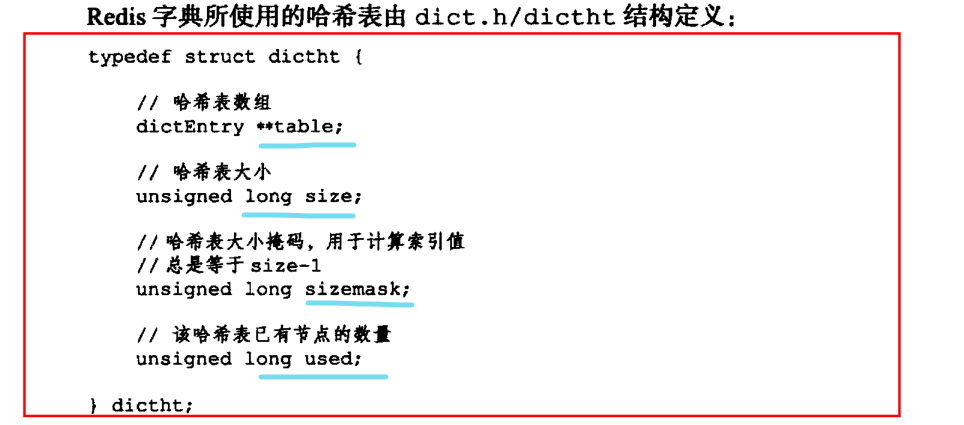 Redis 字典所使用的哈希表由 dict.h/dictht 结构定义：
typedef struct dictht {
// 哈希表数组
dictEntry **table;
// 哈希表大小
unsigned long size;
// 哈希表大小掩码，用于计算索引值
// 总是等于 size-1
unsigned long sizemask;
// 该哈希表已有节点的数量
unsigned long used;
} dictht;